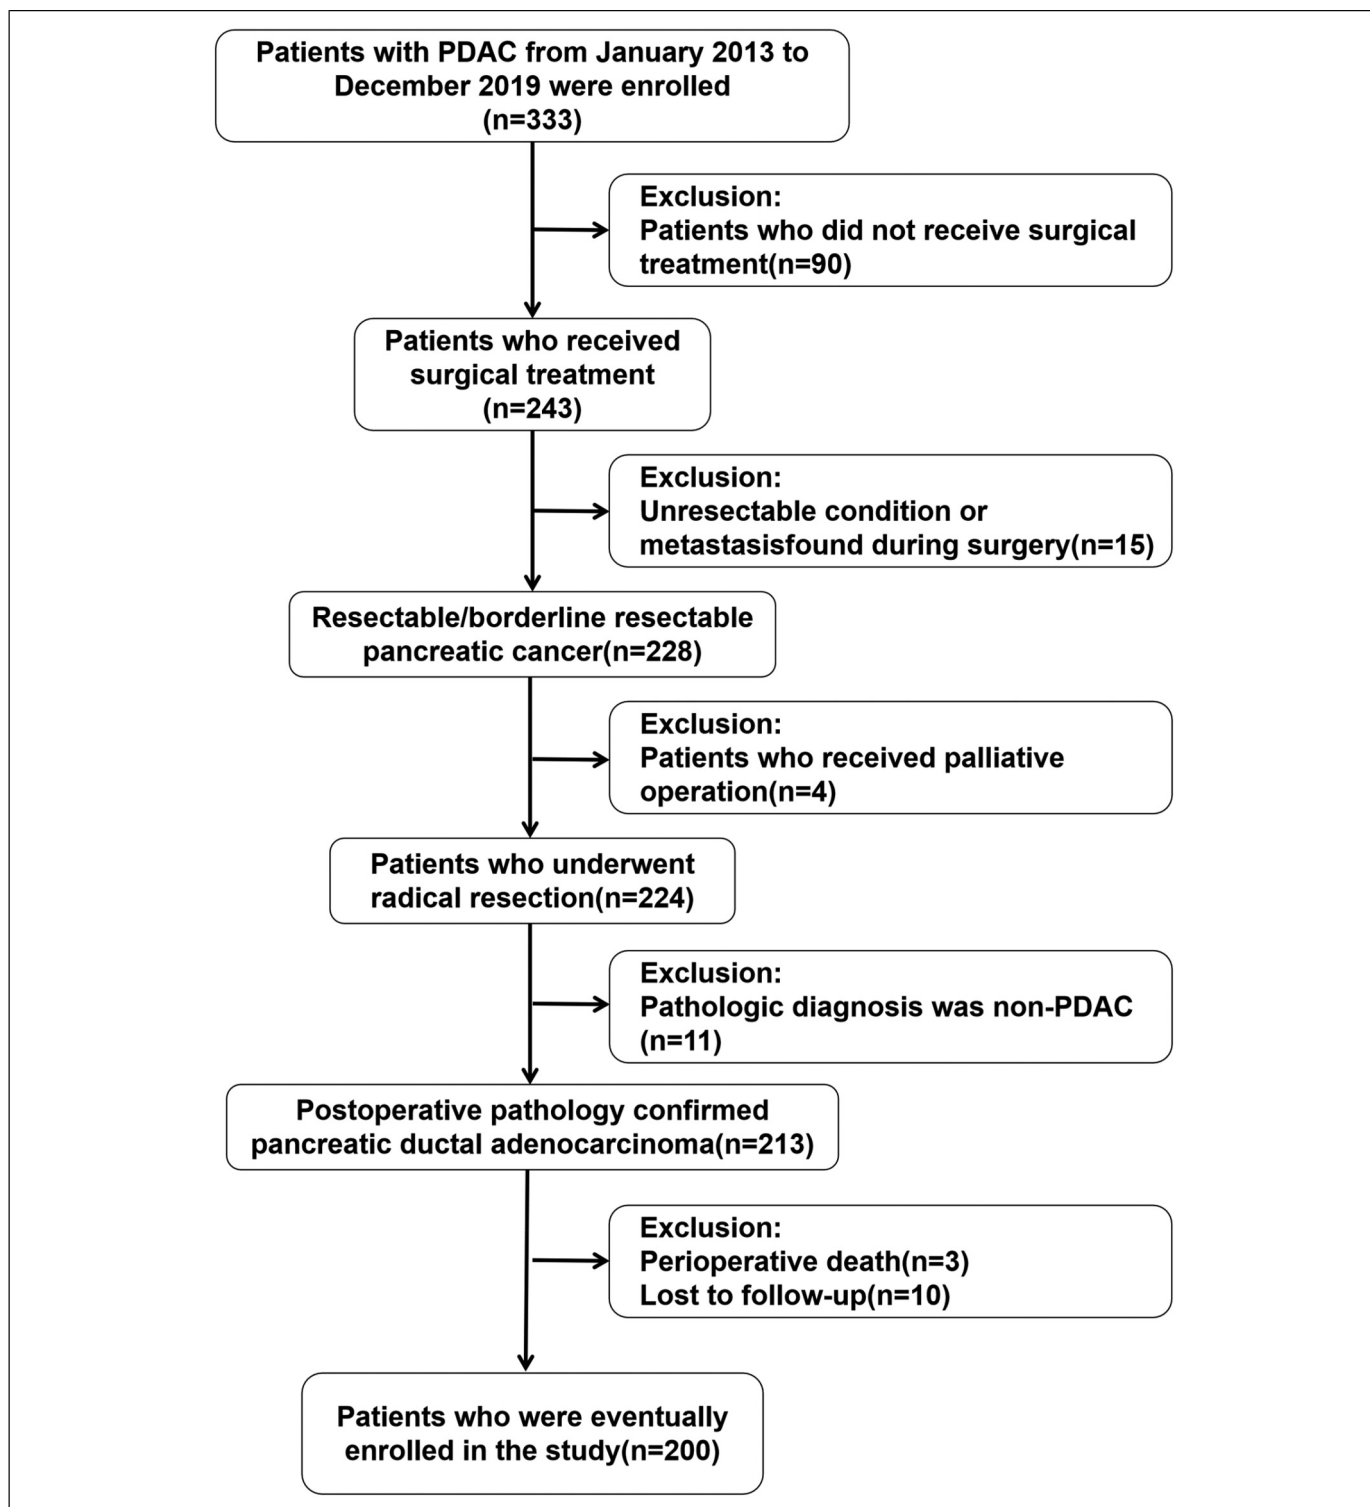 Patients with PDAC from January 2013 to
December 2019 were enrolled
(n=333)
Exclusion:
Patients who did not receive surgical
treatment(n=90)
Patients who received
surgical treatment
(n=243)
Exclusion:
Unresectable condition or
metastasisfound during surgery(n=15)
Resectable/borderline resectable
pancreatic cancer(n=228)
Exclusion:
Patients who received palliative
operation(n=4)
Patients who underwent
radical resection(n=224)
Exclusion:
Pathologic diagnosis was non-PDAC
(n=11)
Postoperative pathology confirmed
pancreatic ductal adenocarcinoma(n=213)
Exclusion:
Perioperative death(n=3)
Lost to follow-up(n=10)
Patients who were eventually
enrolled in the study(n=200)